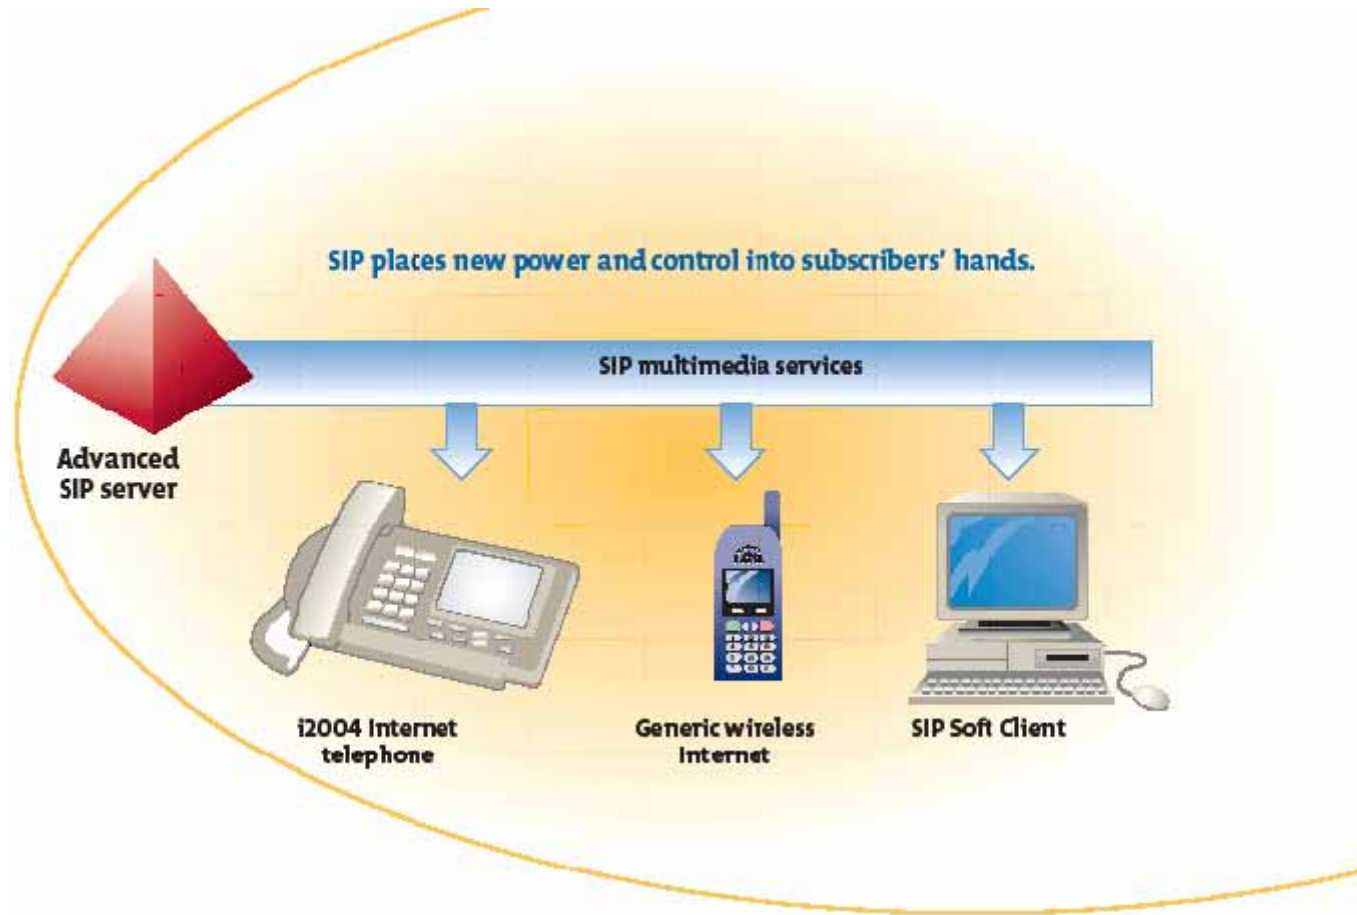 SIP places new power and control into subscribers' hands.
SIP multimedia services
Advanced
SIP server
i2004 Internet
telephone
Generic wireless
Internet
SIP Soft Client